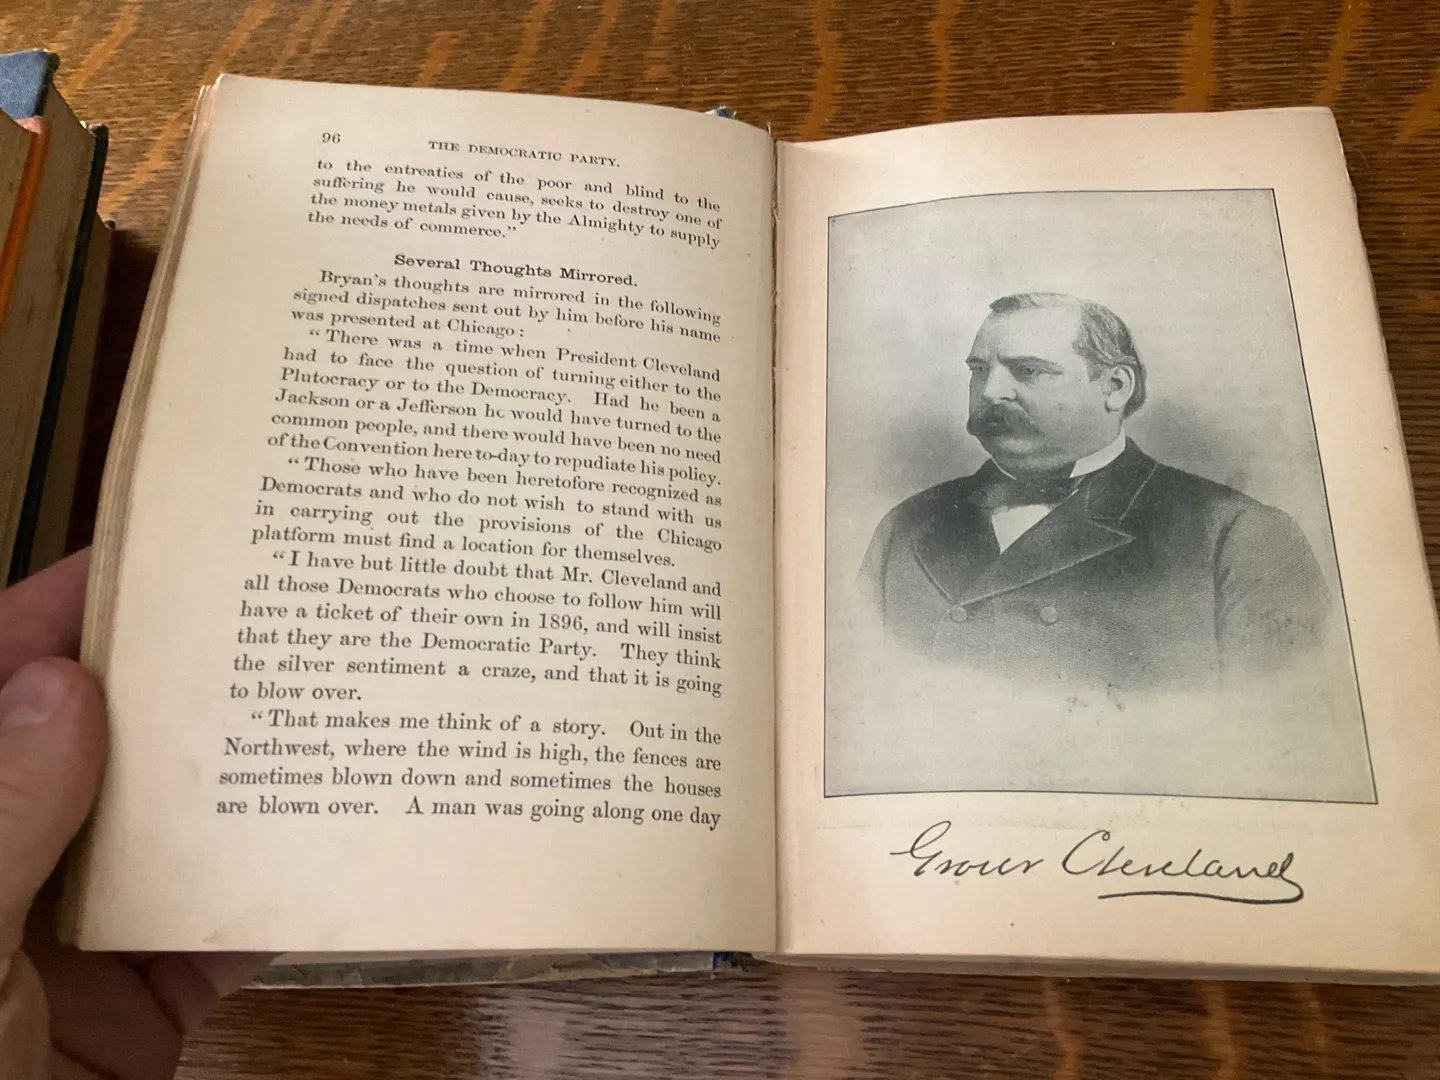 96
THE DEMOCRATIC PARTY.
to the entreaties of the poor and blind to the
suffering he would cause, seeks to destroy one of
the money metals given by the Almighty to supply
the needs of commerce."
Several Thoughts Mirrored.
Bryan's thoughts are mirrored in the following
signed dispatches sent out by him before his name
was presented at Chicago:
"There was a time when President Cleveland
had to face the question of turning either to the
Plutocracy or to the Democracy. Had he been a
Jackson or a Jefferson he would have turned to the
common people, and there would have been no need
of the Convention here to-day to repudiate his policy.
"Those who have been heretofore recognized as
Democrats and who do not wish to stand with us
in carrying out the provisions of the Chicago
platform must find a location for themselves.
"I have but little doubt that Mr. Cleveland and
all those Democrats who choose to follow him will
have a ticket of their own in 1896, and will insist
that they are the Democratic Party. They think
the silver sentiment a craze, and that it is going
to blow over.
"That makes me think of a story. Out in the
Northwest, where the wind is high, the fences are
sometimes blown down and sometimes the houses
are blown over. A man was going along one day
Grover Cleveland